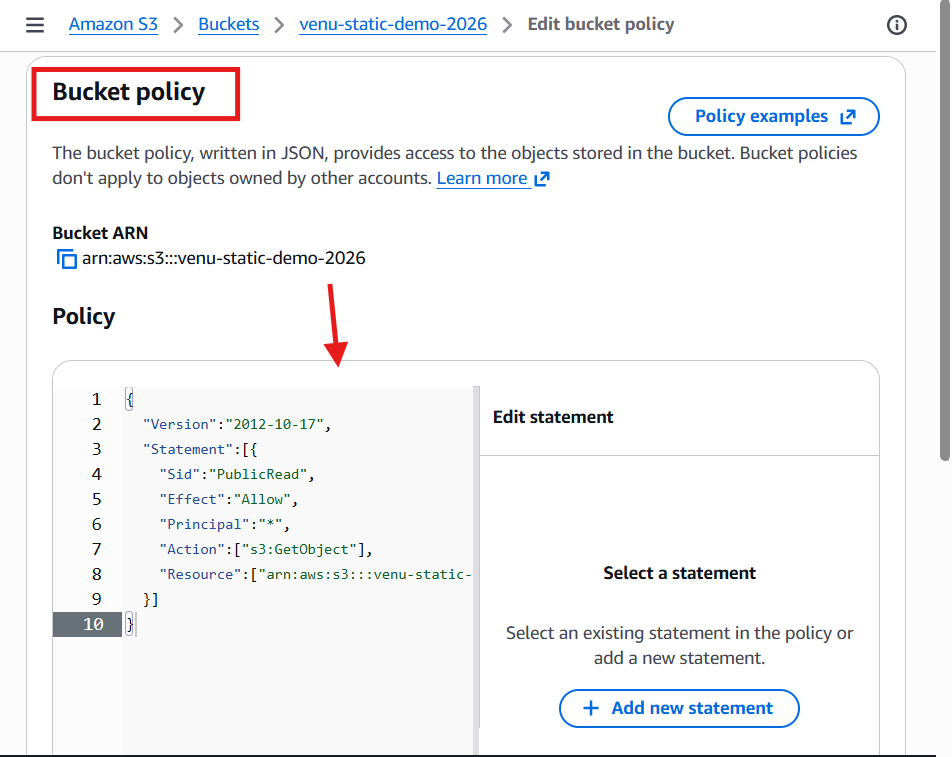 Amazon S3 > Buckets > venu-static-demo-2026 > Edit bucket policy
Bucket policy
Policy examples
The bucket policy, written in JSON, provides access to the objects stored in the bucket. Bucket policies
don't apply to objects owned by other accounts. Learn more
Bucket ARN
arn:aws:s3:::venu-static-demo-2026
Policy
1 {
2 "Version":"2012-10-17",
3 "Statement":[{
4 "Sid":"PublicRead",
5 "Effect":"Allow",
6 "Principal":"*",
7 "Action":["s3:GetObject"],
8 "Resource":["arn:aws:s3:::venu-static-
9 }]
10 }
Edit statement
Select a statement
Select an existing statement in the policy or
add a new statement.
+ Add new statement